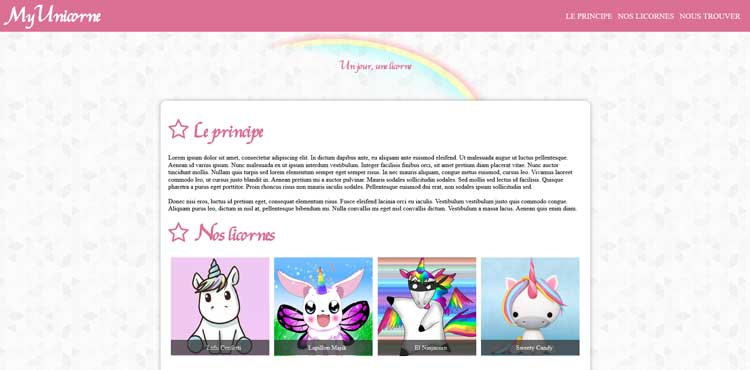 MyUnicorne
LE PRINCIPE NOS LICORNES NOUS TROUVER
Un jour, une licorne
Le principe
Lorem ipsum dolor sit amet, consectetur adipiscing elit. In dictum dapibus ante, eu aliquam ante euismod eleifend. Ut malesuada augue ut luctus pellentesque.
Aenean id varius ipsum. Nunc malesuada ex ut ipsum interdum vestibulum. Integer facilisis finibus orci, sit amet pretium diam placerat vitae. Nunc auctor
tincidunt mollis. Nullam quis turpis sed lorem elementum semper eget semper risus. In nec mauris aliquam, congue metus euismod, cursus leo. Vivamus laoreet
commodo leo, ut cursus justo blandit in. Aenean pretium mi a auctor pulvinar. Mauris sodales sollicitudin sodales. Sed mollis sed lectus id facilisis. Quisque
pharetra a purus eget porttitor. Proin rhoncus risus non mauris iaculis sodales. Pellentesque euismod dui erat, non sodales ipsum sollicitudin sed.
Donec nisi eros, luctus id pretium eget, consequat elementum risus. Fusce eleifend lacinia orci eu iaculis. Vestibulum vestibulum justo quis commodo congue.
Aliquam purus leo, dictum in nisl at, pellentesque bibendum mi. Nulla convallis mi eget nisl convallis dictum. Vestibulum a massa lacus. Aenean quis enim diam.
Nos licornes
Confetti Lapillon Majik El Ninjacorn Sweety Candy